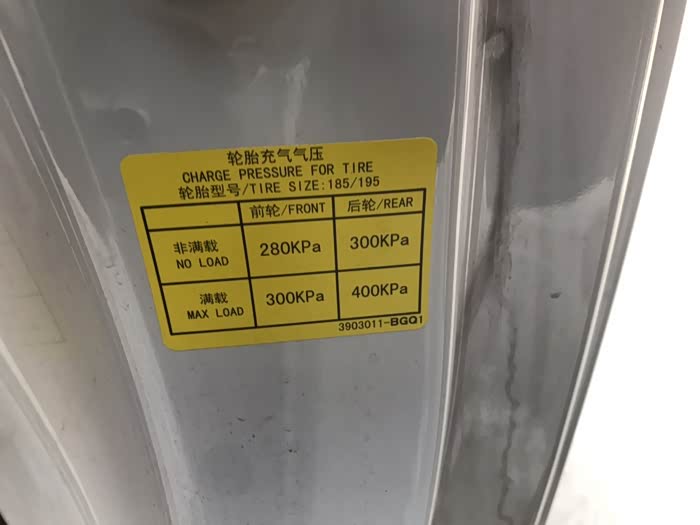 轮胎充气气压
CHARGE PRESSURE FOR TIRE
轮胎型号/TIRE SIZE:185/195
前轮/FRONT 后轮/REAR
非满载 280KPa 300KPa
NO LOAD
满载 300KPa 400KPa
MAX LOAD
3903011-BGQ1